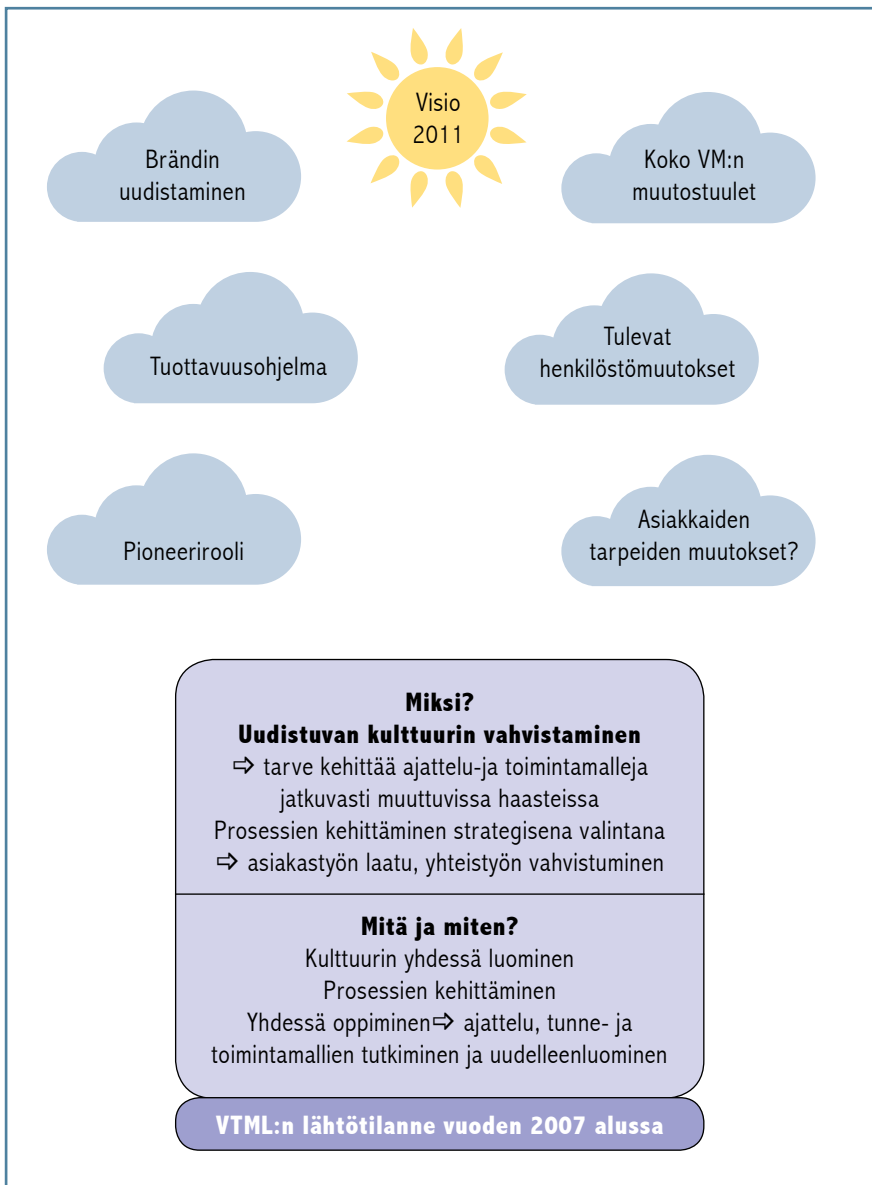 Visio
2011
Brändin
uudistaminen
Koko VM:n
muutostuulet
Tuottavuusohjelma
Tulevat
henkilöstömuutokset
Pioneerirooli
Asiakkaiden
tarpeiden muutokset?
Miksi?
Uudistuvan kulttuurin vahvistaminen
⇨ tarve kehittää ajattelu-ja toimintamalleja
jatkuvasti muuttuvissa haasteissa
Prosessien kehittäminen strategisena valintana
⇨ asiakastyön laatu, yhteistyön vahvistuminen
Mitä ja miten?
Kulttuurin yhdessä luominen
Prosessien kehittäminen
Yhdessä oppiminen⇨ ajattelu, tunne- ja
toimintamallien tutkiminen ja uudelleenluominen
VTML:n lähtötilanne vuoden 2007 alussa